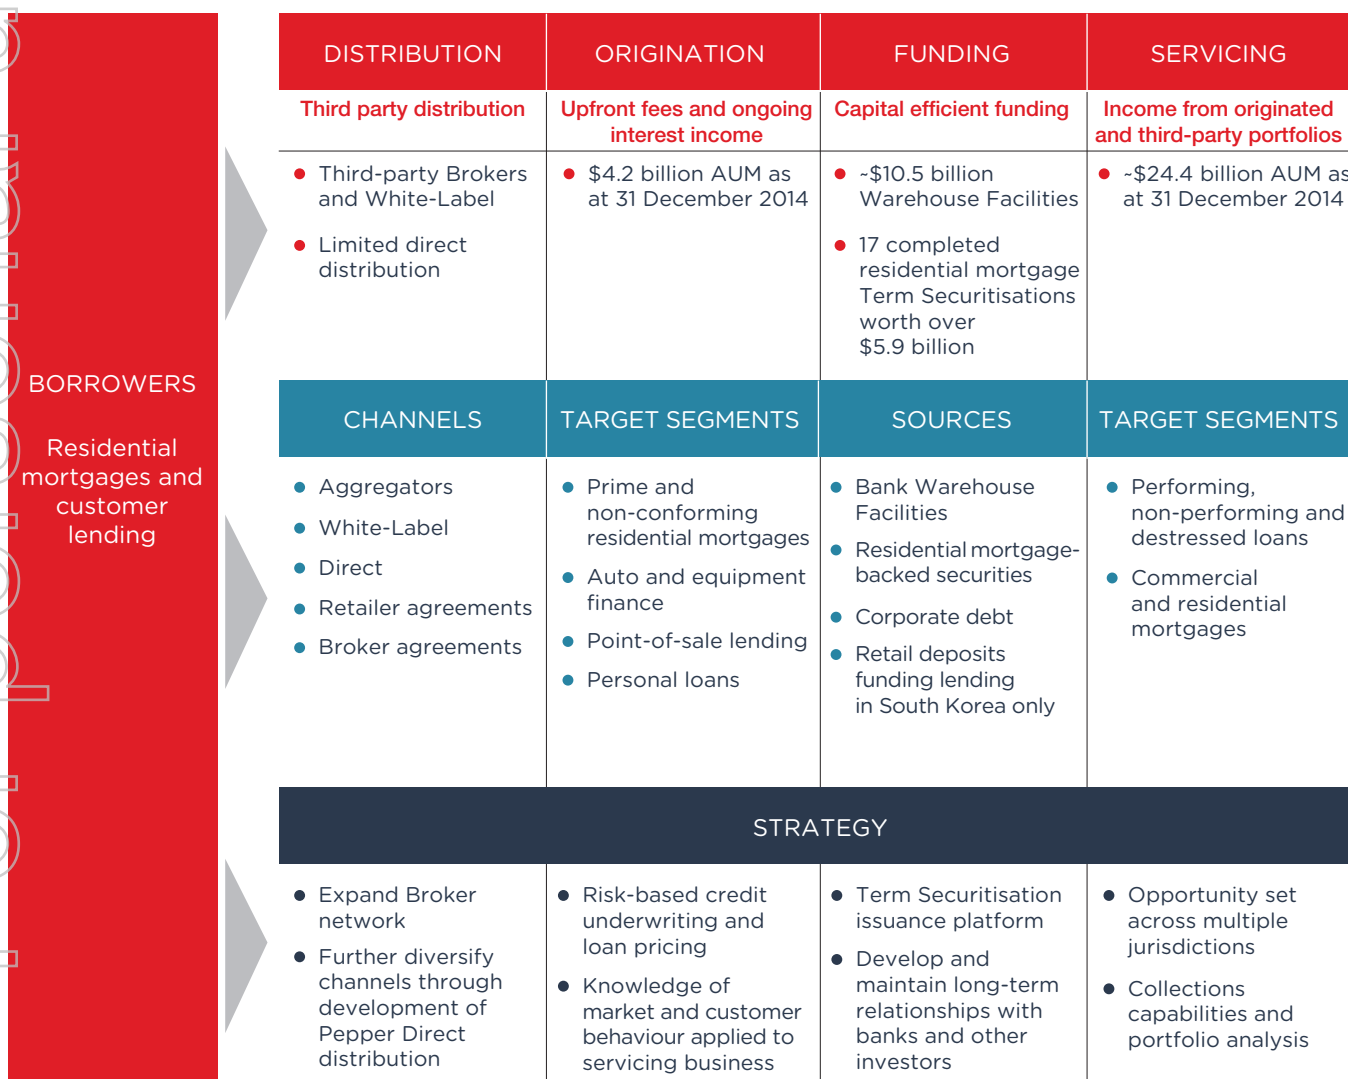 BORROWERS
Residential
mortgages and
customer
lending
DISTRIBUTION
ORIGINATION
FUNDING
SERVICING
Third party distribution
Upfront fees and ongoing
interest income
Capital efficient funding
Income from originated
and third-party portfolios
Third-party Brokers
and White-Label
Limited direct
distribution
$4.2 billion AUM as
at 31 December 2014
~$10.5 billion
Warehouse Facilities
17 completed
residential mortgage
Term Securitisations
worth over
$5.9 billion
~$24.4 billion AUM as
at 31 December 2014
CHANNELS
TARGET SEGMENTS
SOURCES
TARGET SEGMENTS
Aggregators
White-Label
Direct
Retailer agreements
Broker agreements
Prime and
non-conforming
residential mortgages
Auto and equipment
finance
Point-of-sale lending
Personal loans
Bank Warehouse
Facilities
Residential mortgage-
backed securities
Corporate debt
Retail deposits
funding lending
in South Korea only
Performing,
non-performing and
destressed loans
Commercial
and residential
mortgages
STRATEGY
Expand Broker
network
Further diversify
channels through
development of
Pepper Direct
distribution
Risk-based credit
underwriting and
loan pricing
Knowledge of
market and customer
behaviour applied to
servicing business
Term Securitisation
issuance platform
Develop and
maintain long-term
relationships with
banks and other
investors
Opportunity set
across multiple
jurisdictions
Collections
capabilities and
portfolio analysis